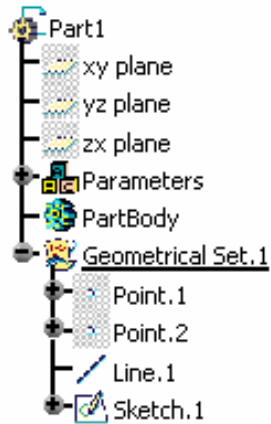 Part1
xy plane
yz plane
zx plane
Parameters
PartBody
Geometrical Set.1
Point.1
Point.2
Line.1
Sketch.1